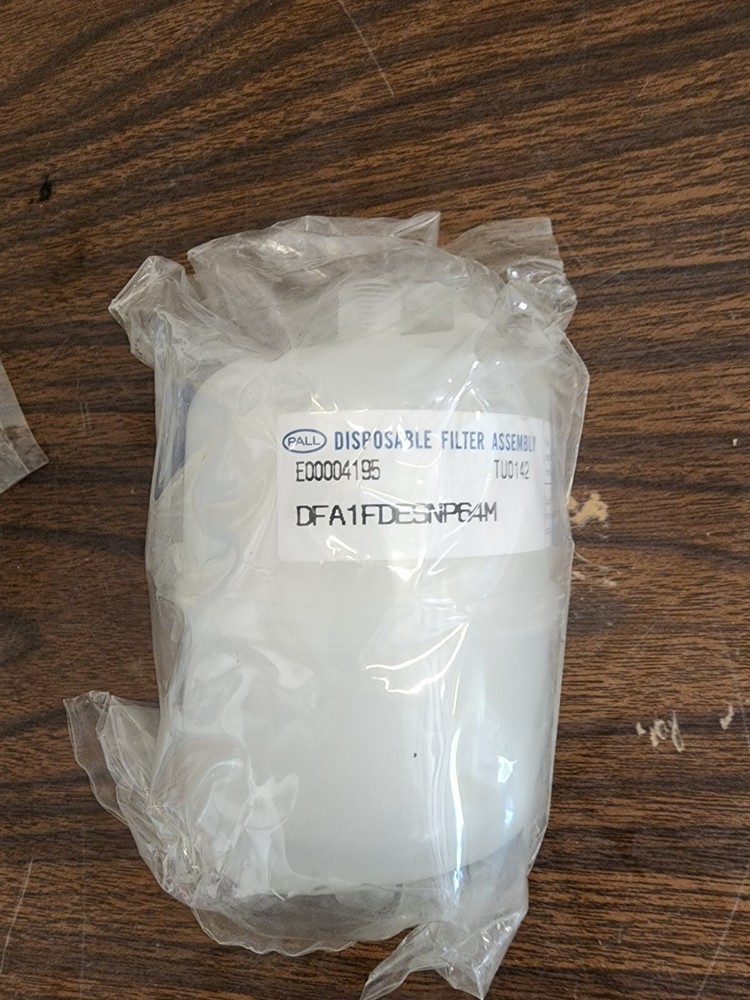 PALL DISPOSABLE FILTER ASSEMBLY
E00004195 TU0142
DFA1FDESNP64M